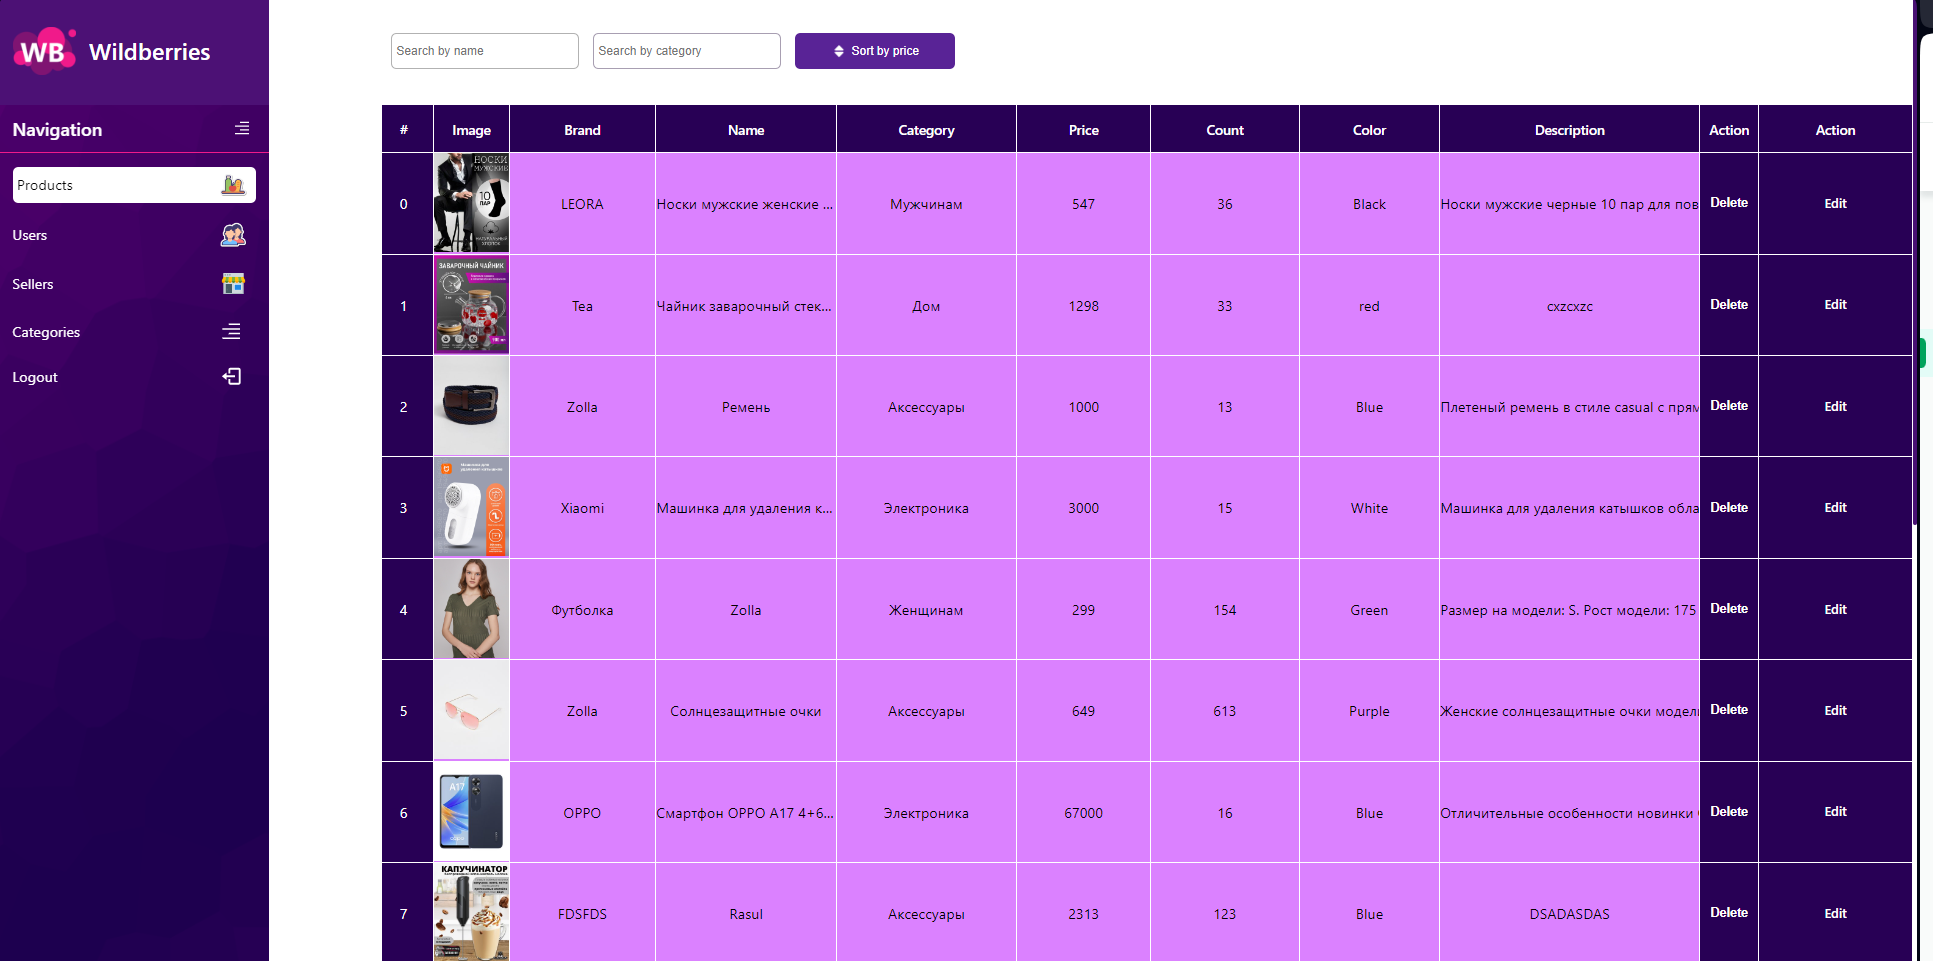 WB Wildberries
Navigation
Products
Users
Sellers
Categories
Logout
Search by name
Search by category
Sort by price
# Image Brand Name Category Price Count Color Description Action Action
НОСКИ
МУЖСКИЕ
10
ПАР
НАТУРАЛЬНЫЙ
ХЛОПОК
0 LEORA Носки мужские женские ... Мужчинам 547 36 Black Носки мужские черные 10 пар для пов Delete Edit
ЗАВАРОЧНЫЙ ЧАЙНИК
1 Tea Чайник заварочный стек... Дом 1298 33 red cxzcxzc Delete Edit
2 Zolla Ремень Аксессуары 1000 13 Blue Плетеный ремень в стиле casual с прям Delete Edit
Машинка для
удаления катышков
3 Xiaomi Машинка для удаления к... Электроника 3000 15 White Машинка для удаления катышков обла Delete Edit
4 Футболка Zolla Женщинам 299 154 Green Размер на модели: S. Рост модели: 175 Delete Edit
5 Zolla Солнцезащитные очки Аксессуары 649 613 Purple Женские солнцезащитные очки модел Delete Edit
A17
6 OPPO Смартфон OPPO A17 4+6... Электроника 67000 16 Blue Отличительные особенности новинки Delete Edit
КАПУЧИНАТОР
7 FDSFDS Rasul Аксессуары 2313 123 Blue DSADASDAS Delete Edit